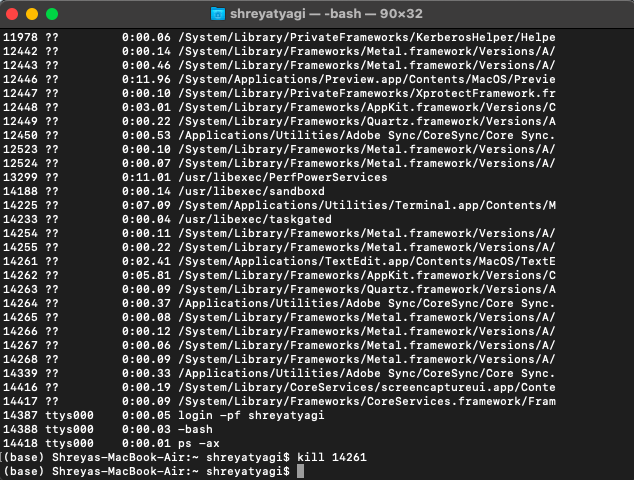 shreyatyagi — -bash — 90×32
11978 ?? 0:00.06 /System/Library/PrivateFrameworks/KerberosHelper/Helpe
12442 ?? 0:00.14 /System/Library/Frameworks/Metal.framework/Versions/A/
12443 ?? 0:00.46 /System/Library/Frameworks/Metal.framework/Versions/A/
12446 ?? 0:11.96 /System/Applications/Preview.app/Contents/MacOS/Previe
12447 ?? 0:00.10 /System/Library/PrivateFrameworks/XprotectFramework.fr
12448 ?? 0:03.01 /System/Library/Frameworks/AppKit.framework/Versions/C
12449 ?? 0:00.22 /System/Library/Frameworks/Quartz.framework/Versions/A
12450 ?? 0:00.53 /Applications/Utilities/Adobe Sync/CoreSync/Core Sync.
12523 ?? 0:00.10 /System/Library/Frameworks/Metal.framework/Versions/A/
12524 ?? 0:00.07 /System/Library/Frameworks/Metal.framework/Versions/A/
13299 ?? 0:11.01 /usr/libexec/PerfPowerServices
14188 ?? 0:00.14 /usr/libexec/sandboxd
14225 ?? 0:07.09 /System/Applications/Utilities/Terminal.app/Contents/M
14233 ?? 0:00.04 /usr/libexec/taskgated
14254 ?? 0:00.11 /System/Library/Frameworks/Metal.framework/Versions/A/
14255 ?? 0:00.22 /System/Library/Frameworks/Metal.framework/Versions/A/
14261 ?? 0:02.41 /System/Applications/TextEdit.app/Contents/MacOS/TextE
14262 ?? 0:05.81 /System/Library/Frameworks/AppKit.framework/Versions/C
14263 ?? 0:00.09 /System/Library/Frameworks/Quartz.framework/Versions/A
14264 ?? 0:00.37 /Applications/Utilities/Adobe Sync/CoreSync/Core Sync.
14265 ?? 0:00.08 /System/Library/Frameworks/Metal.framework/Versions/A/
14266 ?? 0:00.12 /System/Library/Frameworks/Metal.framework/Versions/A/
14267 ?? 0:00.06 /System/Library/Frameworks/Metal.framework/Versions/A/
14268 ?? 0:00.09 /System/Library/Frameworks/Metal.framework/Versions/A/
14339 ?? 0:00.33 /Applications/Utilities/Adobe Sync/CoreSync/Core Sync.
14416 ?? 0:00.19 /System/Library/CoreServices/screencaptureui.app/Conte
14417 ?? 0:00.09 /System/Library/Frameworks/CoreServices.framework/Fram
14387 ttys000 0:00.05 login -pf shreyatyagi
14388 ttys000 0:00.03 -bash
14418 ttys000 0:00.01 ps -ax
[(base) Shreyas-MacBook-Air:~ shreyatyagi$ kill 14261
(base) Shreyas-MacBook-Air:~ shreyatyagi$